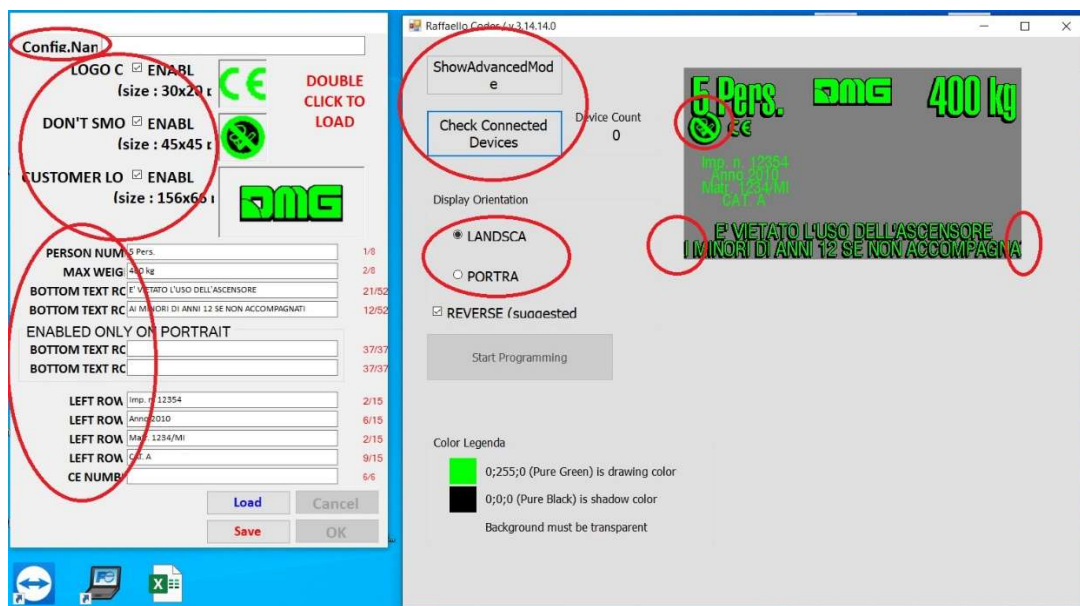 Config.Nan
LOGO C ENABL
(size : 30x20 r
DON'T SMO ENABL
(size : 45x45 r
CUSTOMER LO ENABL
(size : 156x66 r
CE
DOUBLE
CLICK TO
LOAD
DMG
PERSON NUM 5 Pers. 1/8
MAX WEIGI 400 kg 2/8
BOTTOM TEXT RC E' VIETATO L'USO DELL'ASCENSORE 21/52
BOTTOM TEXT RC AI MINORI DI ANNI 12 SE NON ACCOMPAGNATI 12/52
ENABLED ONLY ON PORTRAIT
BOTTOM TEXT RC 37/37
BOTTOM TEXT RC 37/37
LEFT ROW Imp. n. 12354 2/15
LEFT ROW Anno 2010 6/15
LEFT ROW Matr. 1234/MI 2/15
LEFT ROW CAT. A 9/15
CE NUMB 6/6
Load Cancel
Save OK
Raffaello Coder / v.3.14.14.0
ShowAdvancedMod
e
Check Connected
Devices
Device Count
0
Display Orientation
LANDSCA
PORTRA
REVERSE (suggested
Start Programming
Color Legenda
0;255;0 (Pure Green) is drawing color
0;0;0 (Pure Black) is shadow color
Background must be transparent
5 Pers. DMG 400 kg
CE
Imp. n. 12354
Anno 2010
Matr. 1234/MI
CAT. A
E' VIETATO L'USO DELL'ASCENSORE
I MINORI DI ANNI 12 SE NON ACCOMPAGNA